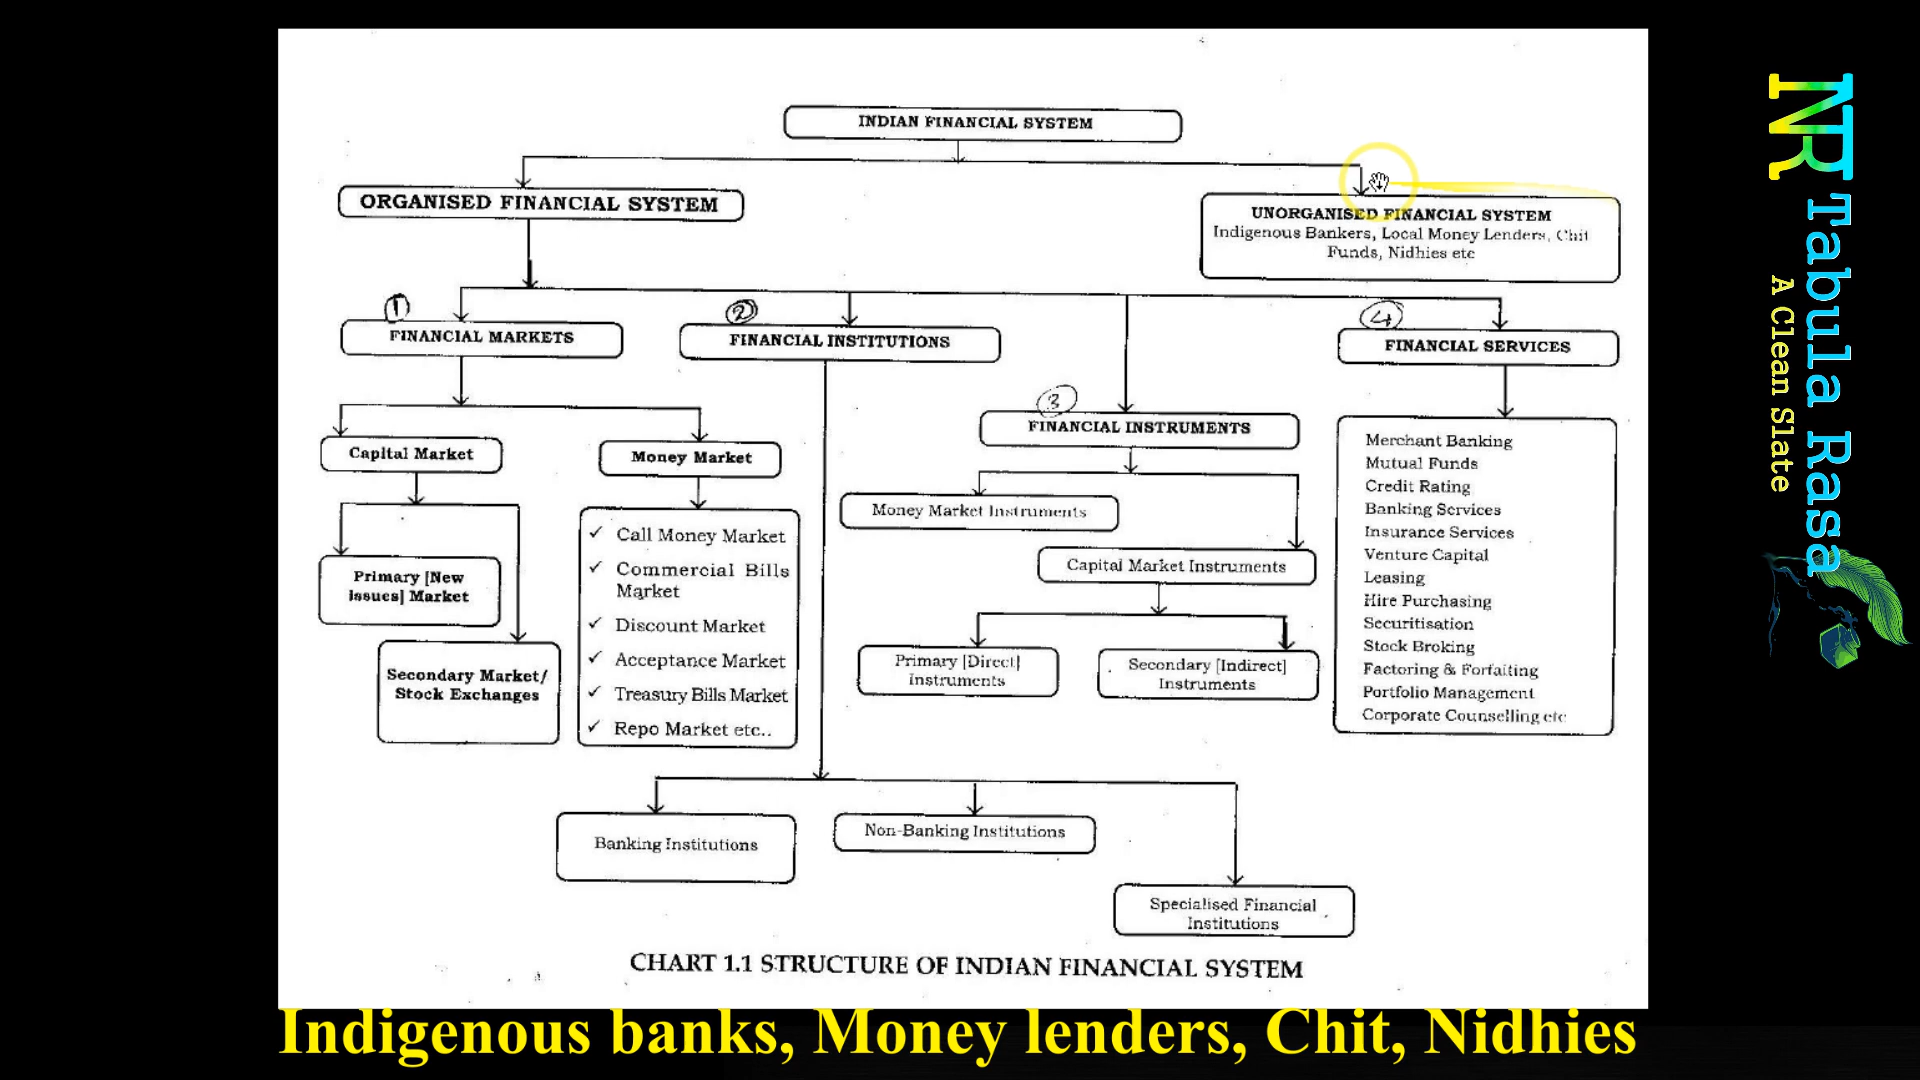 INDIAN FINANCIAL SYSTEM
ORGANISED FINANCIAL SYSTEM
UNORGANISED FINANCIAL SYSTEM
Indigenous Bankers, Local Money Lenders, Chit
Funds, Nidhies etc
1
FINANCIAL MARKETS
2
FINANCIAL INSTITUTIONS
4
FINANCIAL SERVICES
3
FINANCIAL INSTRUMENTS
Capital Market
Money Market
Primary [New
Issues] Market
Secondary Market/
Stock Exchanges
✓ Call Money Market
✓ Commercial Bills
Market
✓ Discount Market
✓ Acceptance Market
✓ Treasury Bills Market
✓ Repo Market etc..
Money Market Instruments
Capital Market Instruments
Primary [Direct]
Instruments
Secondary [Indirect]
Instruments
Merchant Banking
Mutual Funds
Credit Rating
Banking Services
Insurance Services
Venture Capital
Leasing
Hire Purchasing
Securitisation
Stock Broking
Factoring & Forfaiting
Portfolio Management
Corporate Counselling etc
Banking Institutions
Non-Banking Institutions
Specialised Financial
Institutions
CHART 1.1 STRUCTURE OF INDIAN FINANCIAL SYSTEM
Indigenous banks, Money lenders, Chit, Nidhies
TR Tabula Rasa
A Clean Slate